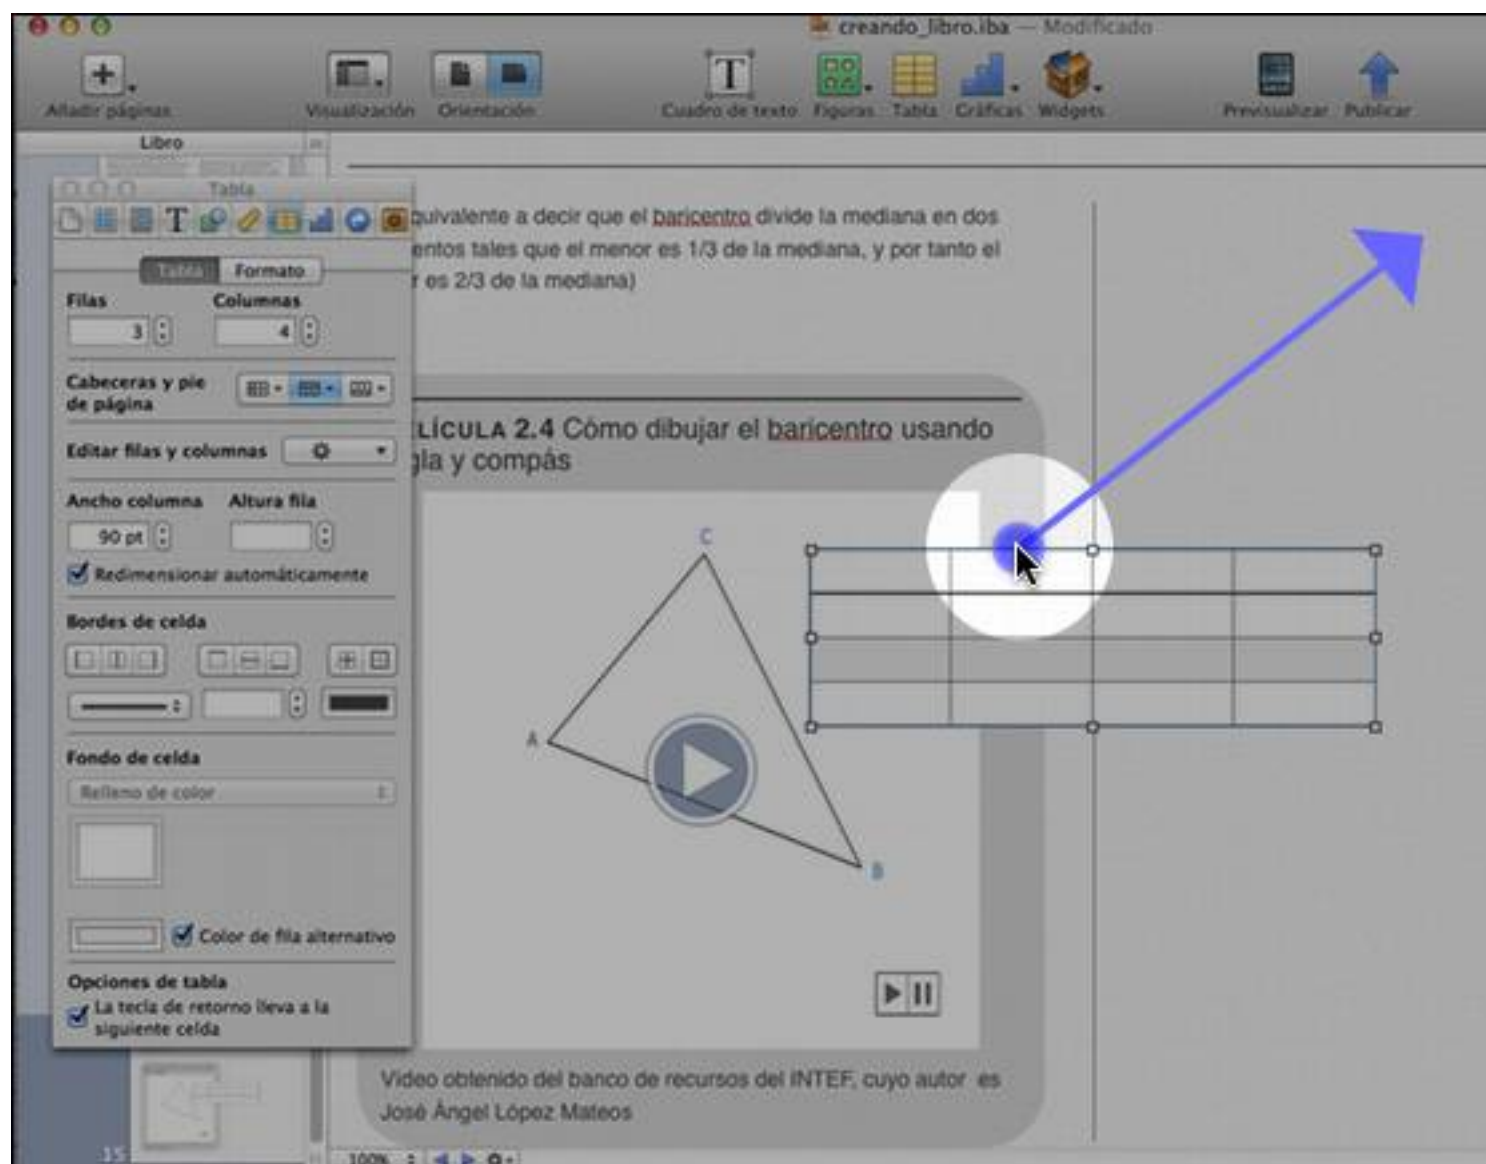 creando_libro.iba — Modificado
Añadir páginas
Visualización
Orientación
Cuadro de texto
Figuras
Tabla
Gráficas
Widgets
Previsualizar
Publicar
Libro
Tabla
Tabla
Formato
Filas
Columnas
3
4
Cabeceras y pie
de página
Editar filas y columnas
Ancho columna
Altura fila
90 pt
Redimensionar automáticamente
Bordes de celda
Fondo de celda
Relleno de color
Color de fila alternativo
Opciones de tabla
La tecla de retorno lleva a la
siguiente celda
quivalente a decir que el baricentro divide la mediana en dos
entos tales que el menor es 1/3 de la mediana, y por tanto el
r es 2/3 de la mediana)
LÍCULA 2.4 Cómo dibujar el baricentro usando
gla y compás
C
A
B
Video obtenido del banco de recursos del INTEF, cuyo autor es
José Ángel López Mateos
15
100%